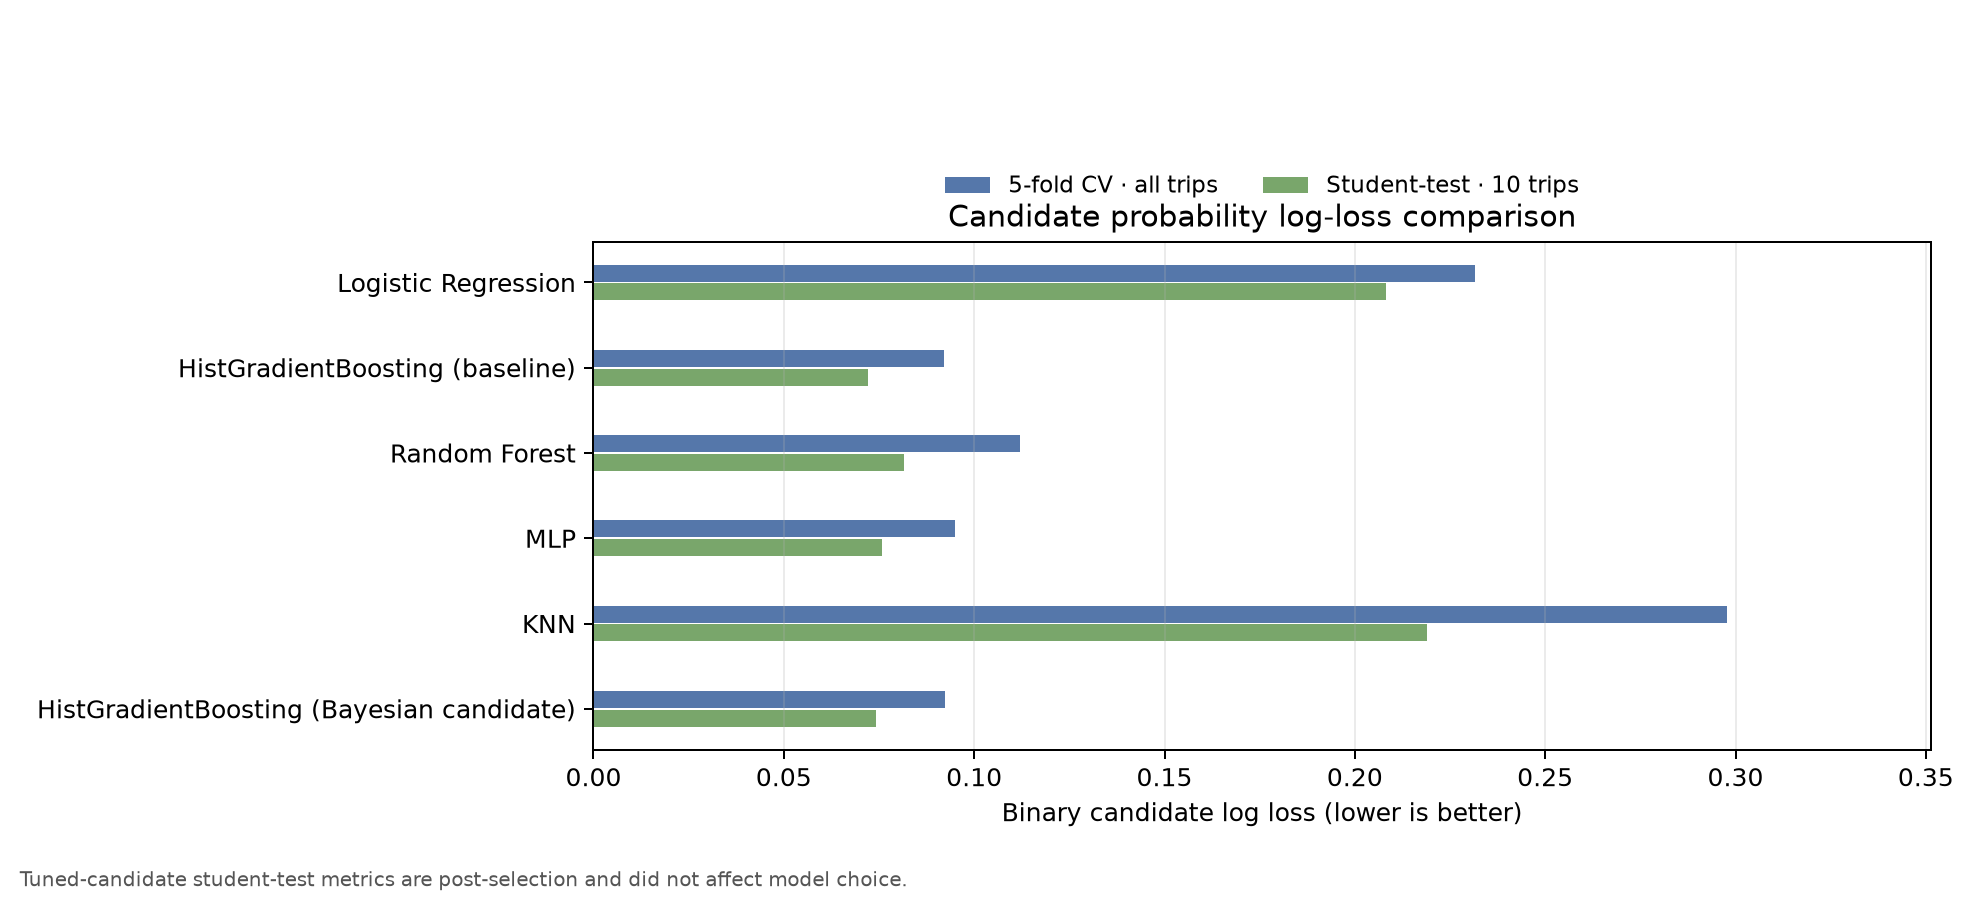 5-fold CV · all trips
Student-test · 10 trips
Candidate probability log-loss comparison
Logistic Regression
HistGradientBoosting (baseline)
Random Forest
MLP
KNN
HistGradientBoosting (Bayesian candidate)
0.00 0.05 0.10 0.15 0.20 0.25 0.30 0.35
Binary candidate log loss (lower is better)
Tuned-candidate student-test metrics are post-selection and did not affect model choice.